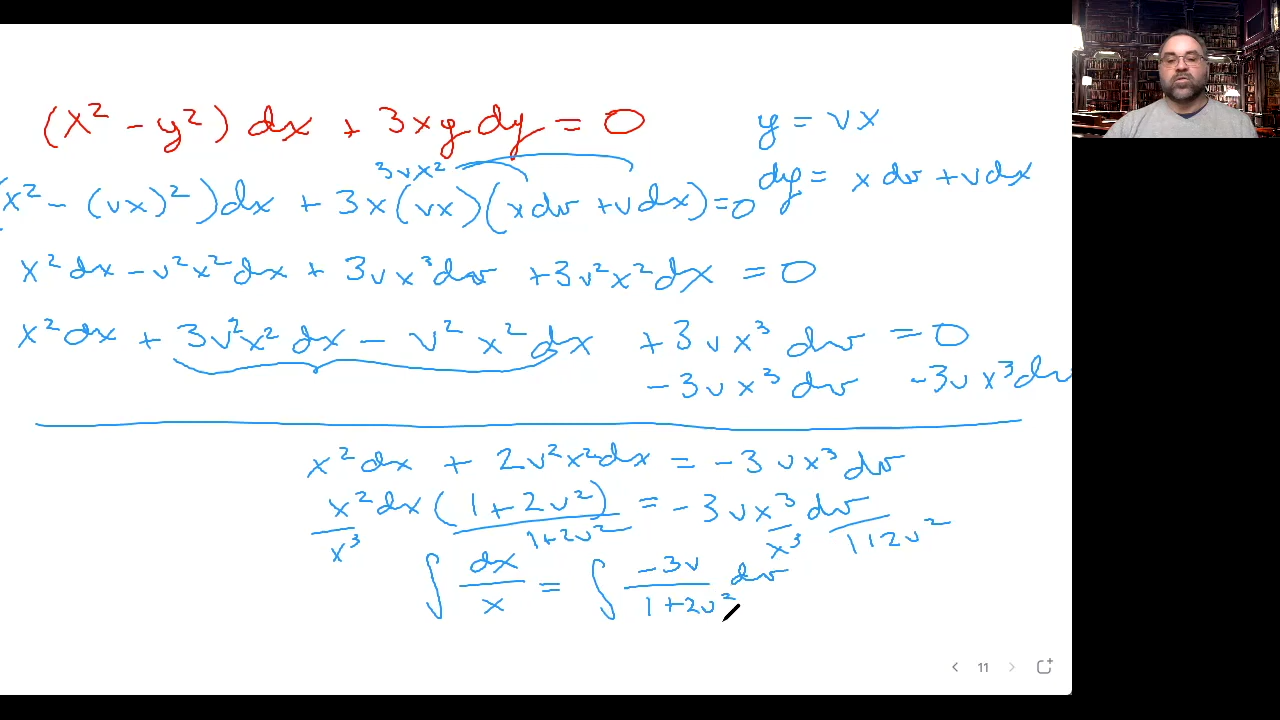 (x² - y²) dx + 3xy dy = 0
y = vx
dy = x dv + v dx
3vx²
(x² - (vx)²) dx + 3x(vx)(x dv + v dx) = 0
x² dx - v²x² dx + 3vx³ dv + 3v²x² dx = 0
x² dx + 3v²x² dx - v² x² dx + 3vx³ dv = 0
- 3vx³ dv - 3vx³ dv
x² dx + 2v²x² dx = - 3vx³ dv
x² dx (1 + 2v²) = - 3vx³ dv
x³ 1+2v² x³ 1+2v²
∫ dx/x = ∫ -3v/(1+2v²) dv
11